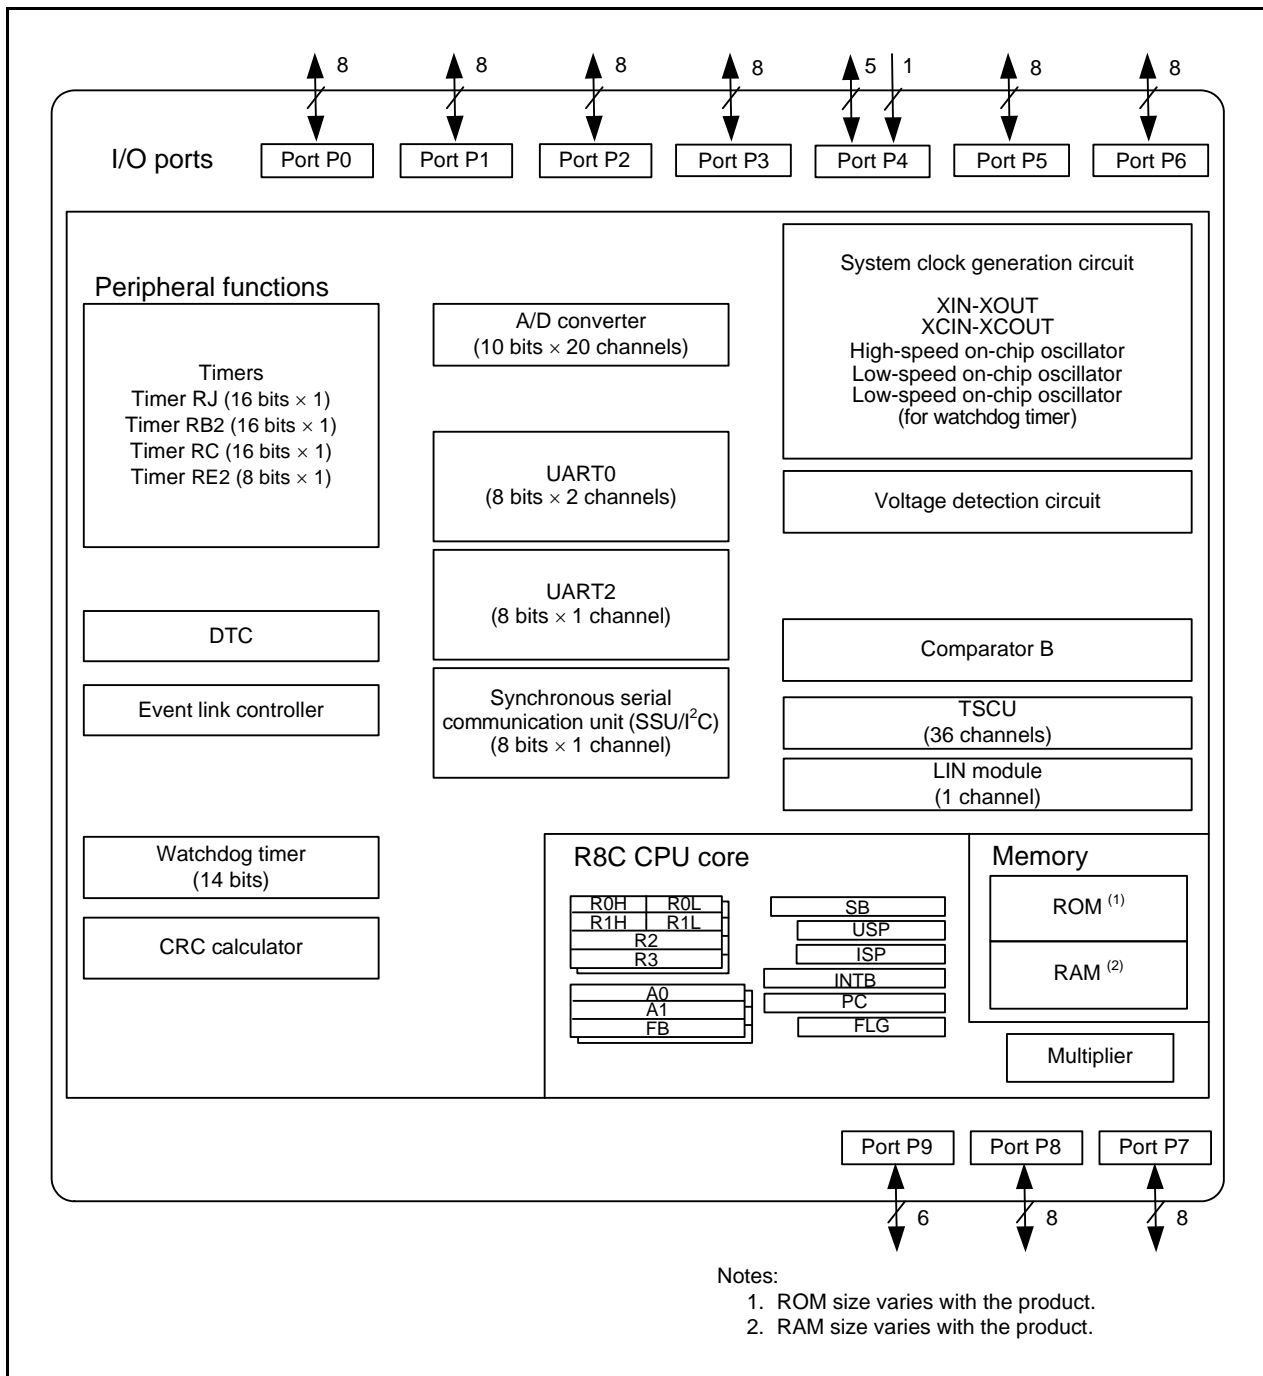 8 8 8 8 5 1 8 8
I/O ports
Port P0
Port P1
Port P2
Port P3
Port P4
Port P5
Port P6
Peripheral functions
Timers
Timer RJ (16 bits × 1)
Timer RB2 (16 bits × 1)
Timer RC (16 bits × 1)
Timer RE2 (8 bits × 1)
DTC
Event link controller
Watchdog timer
(14 bits)
CRC calculator
A/D converter
(10 bits × 20 channels)
UART0
(8 bits × 2 channels)
UART2
(8 bits × 1 channel)
Synchronous serial
communication unit (SSU/I²C)
(8 bits × 1 channel)
System clock generation circuit
XIN-XOUT
XCIN-XCOUT
High-speed on-chip oscillator
Low-speed on-chip oscillator
Low-speed on-chip oscillator
(for watchdog timer)
Voltage detection circuit
Comparator B
TSCU
(36 channels)
LIN module
(1 channel)
R8C CPU core
R0H R0L
R1H R1L
R2
R3
A0
A1
FB
SB
USP
ISP
INTB
PC
FLG
Memory
ROM (1)
RAM (2)
Multiplier
Port P9
Port P8
Port P7
6 8 8
Notes:
1. ROM size varies with the product.
2. RAM size varies with the product.